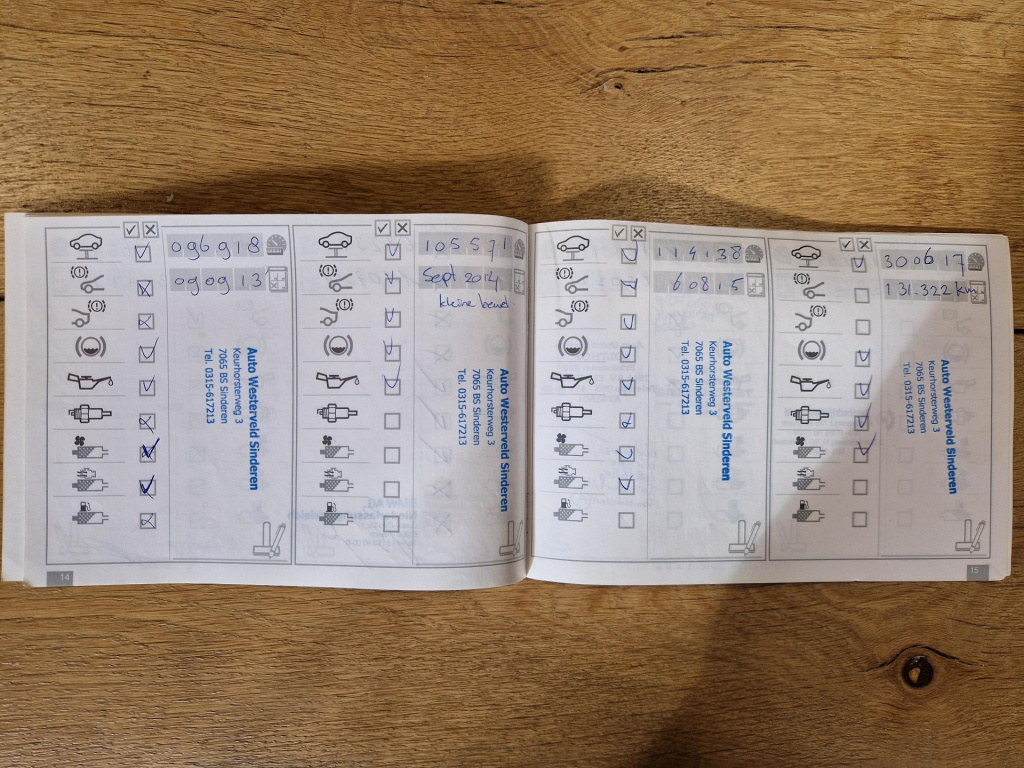 096918
090913
Auto Westerveld Sinderen
Keurhorsterweg 3
7065 BS Sinderen
Tel. 0315-617213
105571
Sept 2014
kleine beurt
Auto Westerveld Sinderen
Keurhorsterweg 3
7065 BS Sinderen
Tel. 0315-617213
14
114138
60815
Auto Westerveld Sinderen
Keurhorsterweg 3
7065 BS Sinderen
Tel. 0315-617213
300617
131.322 km
Auto Westerveld Sinderen
Keurhorsterweg 3
7065 BS Sinderen
Tel. 0315-617213
15